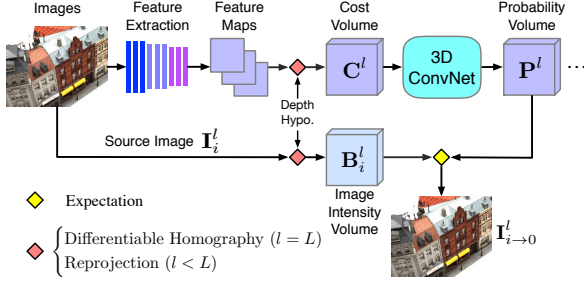 Images
Feature
Extraction
Feature
Maps
Cost
Volume
Probability
Volume
C^l
3D
ConvNet
P^l
...
Depth
Hypo.
Source Image I_i^l
B_i^l
Image
Intensity
Volume
I_{i→0}^l
Expectation
Differentiable Homography (l = L)
Reprojection (l < L)